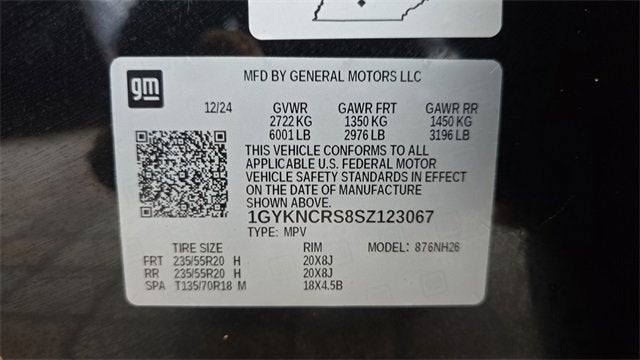 gm
MFD BY GENERAL MOTORS LLC
12/24 GVWR GAWR FRT GAWR RR
2722 KG 1350 KG 1450 KG
6001 LB 2976 LB 3196 LB
THIS VEHICLE CONFORMS TO ALL
APPLICABLE U.S. FEDERAL MOTOR
VEHICLE SAFETY STANDARDS IN EFFECT
ON THE DATE OF MANUFACTURE
SHOWN ABOVE.
1GYKNCRS8SZ123067
TYPE: MPV
TIRE SIZE RIM MODEL: 876NH26
FRT 235/55R20 H 20X8J
RR 235/55R20 H 20X8J
SPA T135/70R18 M 18X4.5B